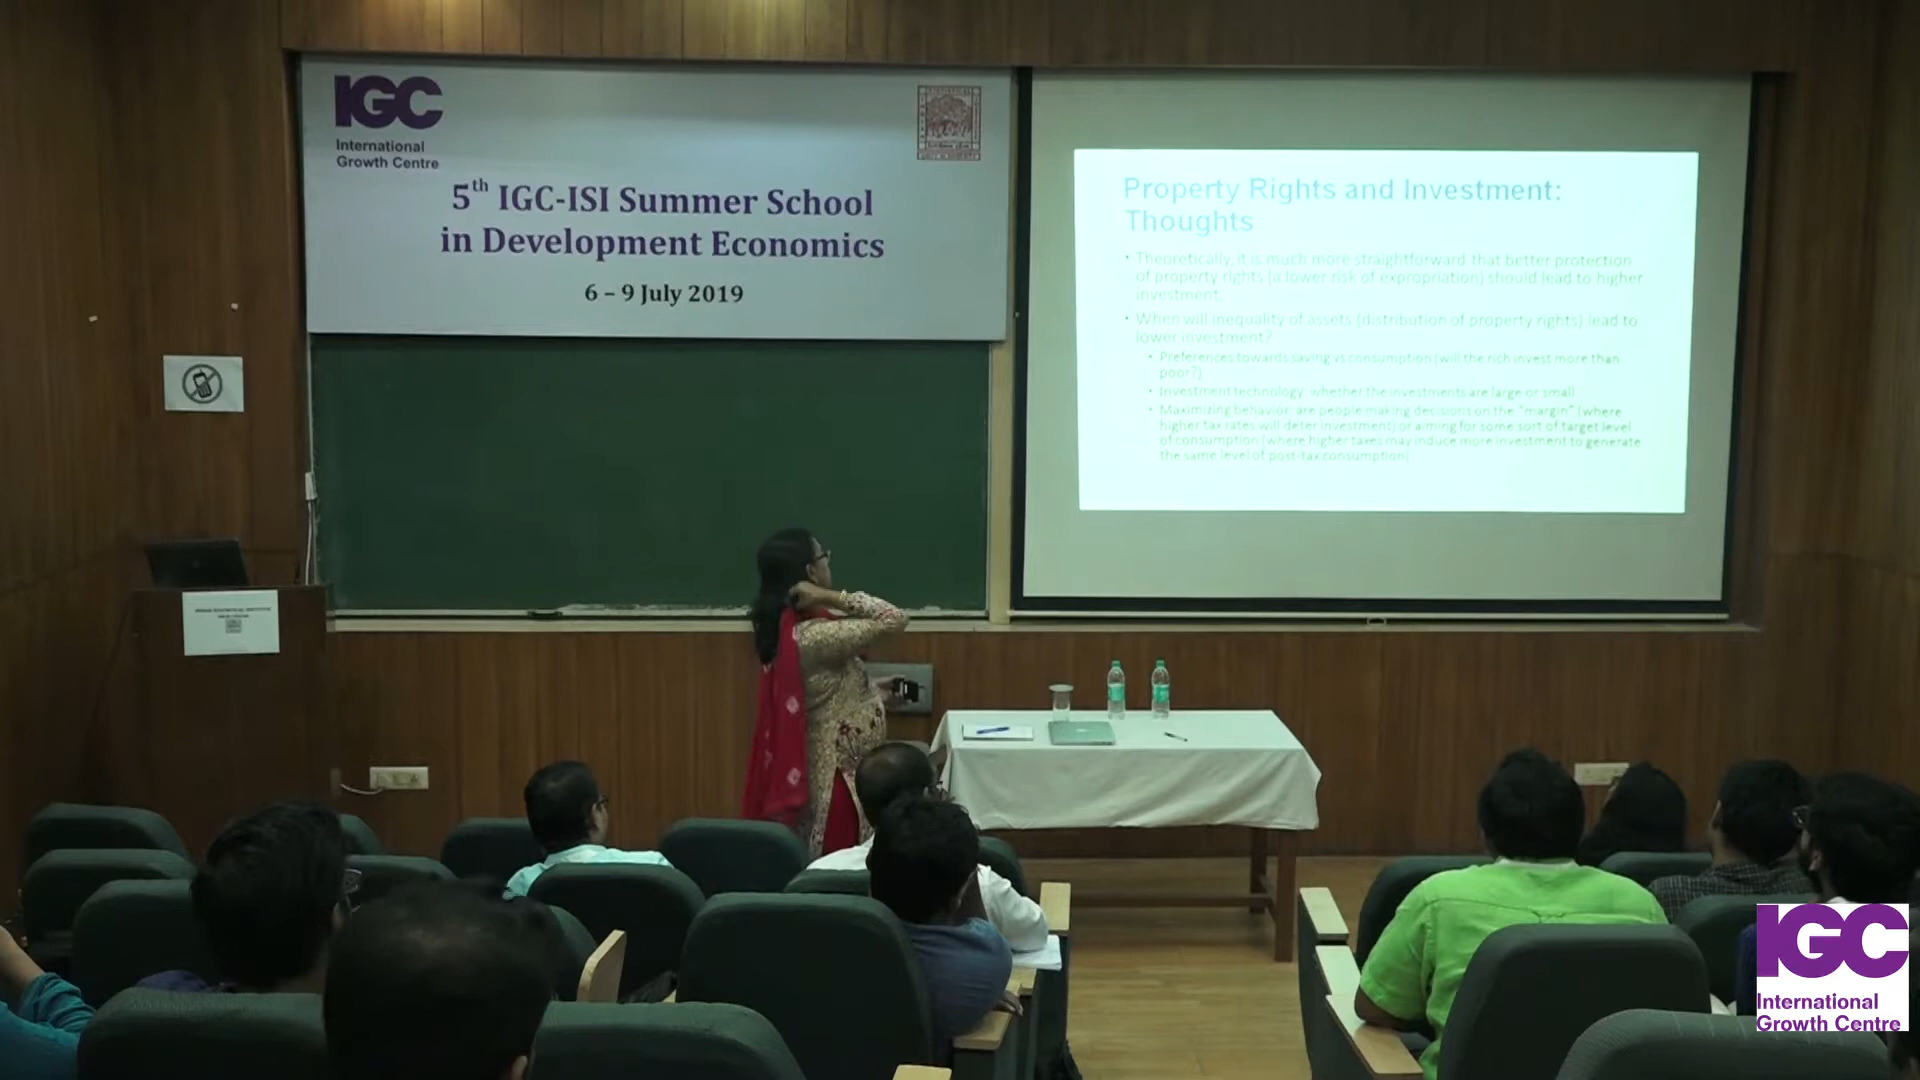 IGC
International
Growth Centre
5th IGC-ISI Summer School
in Development Economics
6 – 9 July 2019
Property Rights and Investment:
Thoughts
• Theoretically, it is much more straightforward that better protection
of property rights (a lower risk of expropriation) should lead to higher
investment.
• When will inequality of assets (distribution of property rights) lead to
lower investment?
• Preferences towards saving vs consumption (will the rich invest more than
poor?)
• Investment technology: whether the investments are large or small
• Maximizing behavior: are people making decisions on the "margin" (where
higher tax rates will deter investment) or aiming for some sort of target level
of consumption (where higher taxes may induce more investment to generate
the same level of post-tax consumption)
IGC
International
Growth Centre